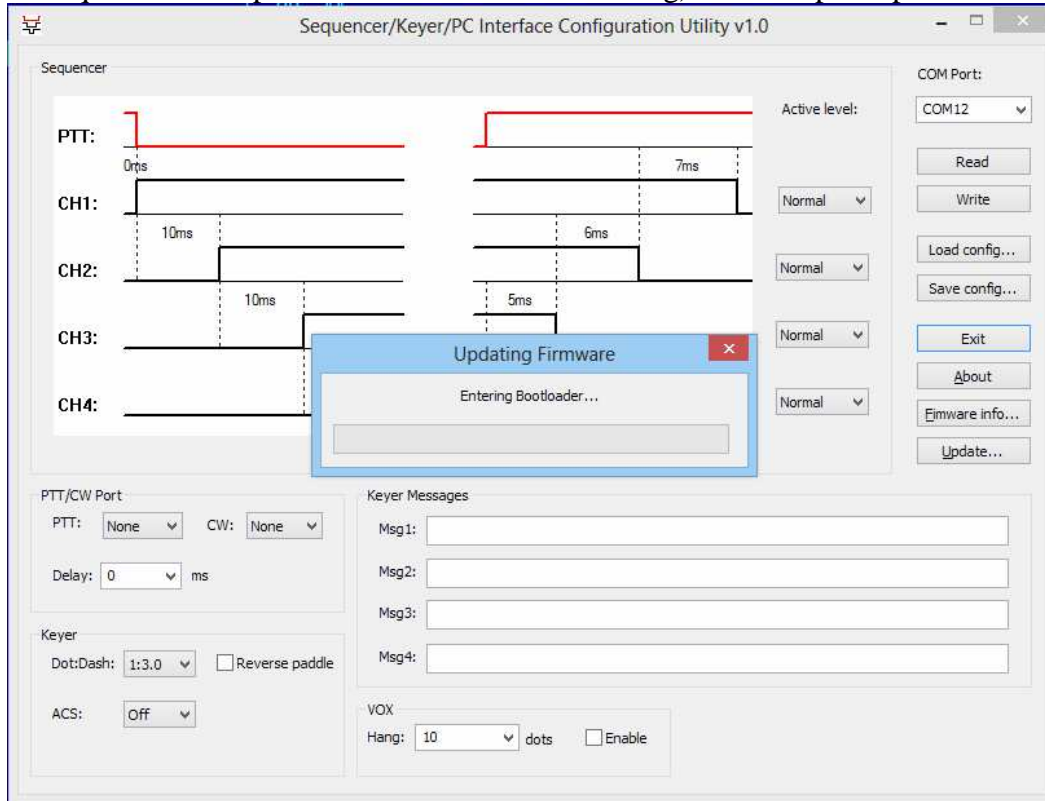 Sequencer/Keyer/PC Interface Configuration Utility v1.0
Sequencer
COM Port:
Active level:
COM12
PTT:
0ms
7ms
Read
CH1:
Normal
Write
10ms
6ms
Load config...
CH2:
Normal
Save config...
10ms
5ms
CH3:
Normal
Exit
Updating Firmware
About
Entering Bootloader...
CH4:
Normal
Fimware info...
Update...
PTT/CW Port
Keyer Messages
PTT: None CW: None
Msg1:
Delay: 0 ms
Msg2:
Msg3:
Keyer
Dot:Dash: 1:3.0 Reverse paddle
Msg4:
ACS: Off
VOX
Hang: 10 dots Enable